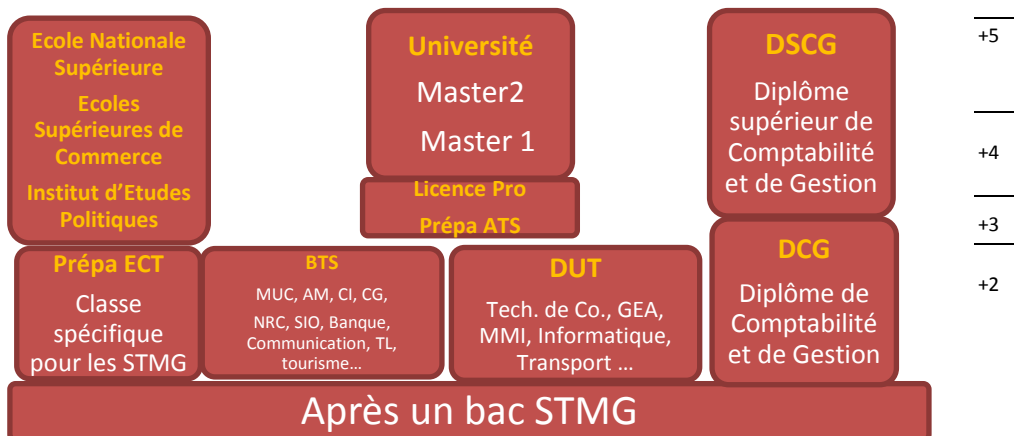 Ecole Nationale
Supérieure
Ecoles
Supérieures de
Commerce
Institut d'Etudes
Politiques
Université
Master2
Master 1
Licence Pro
Prépa ATS
DSCG
Diplôme
supérieur de
Comptabilité
et de Gestion
+5
+4
+3
+2
Prépa ECT
Classe
spécifique
pour les STMG
BTS
MUC, AM, CI, CG,
NRC, SIO, Banque,
Communication, TL,
tourisme…
DUT
Tech. de Co., GEA,
MMI, Informatique,
Transport …
DCG
Diplôme de
Comptabilité
et de Gestion
Après un bac STMG